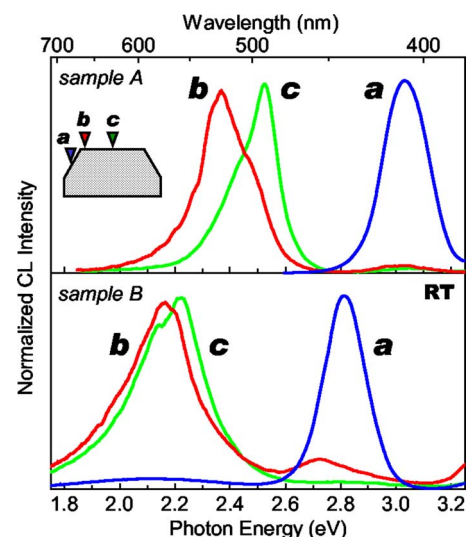 Wavelength (nm)
700 600 500 400
sample A
b c a
b c
a
Normalized CL Intensity
sample B RT
b c a
1.8 2.0 2.2 2.4 2.6 2.8 3.0 3.2
Photon Energy (eV)